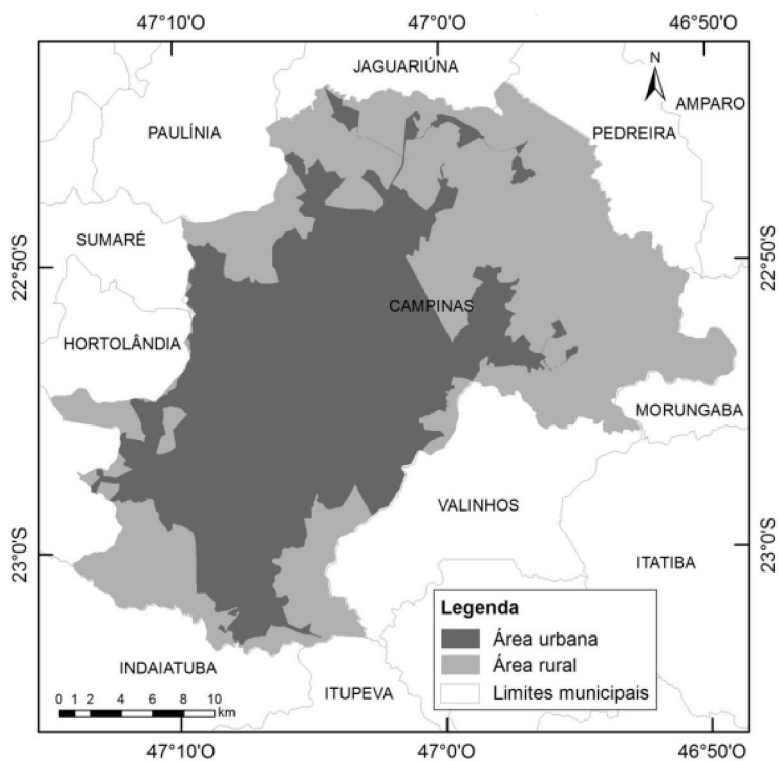 47°10'O 47°0'O 46°50'O
JAGUARIÚNA
N
AMPARO
PAULÍNIA
PEDREIRA
SUMARÉ
22°50'S
22°50'S
CAMPINAS
HORTOLÂNDIA
MORUNGABA
VALINHOS
23°0'S
23°0'S
ITATIBA
Legenda
Área urbana
Área rural
Limites municipais
INDAIATUBA
ITUPEVA
0 1 2 4 6 8 10
km
47°10'O 47°0'O 46°50'O